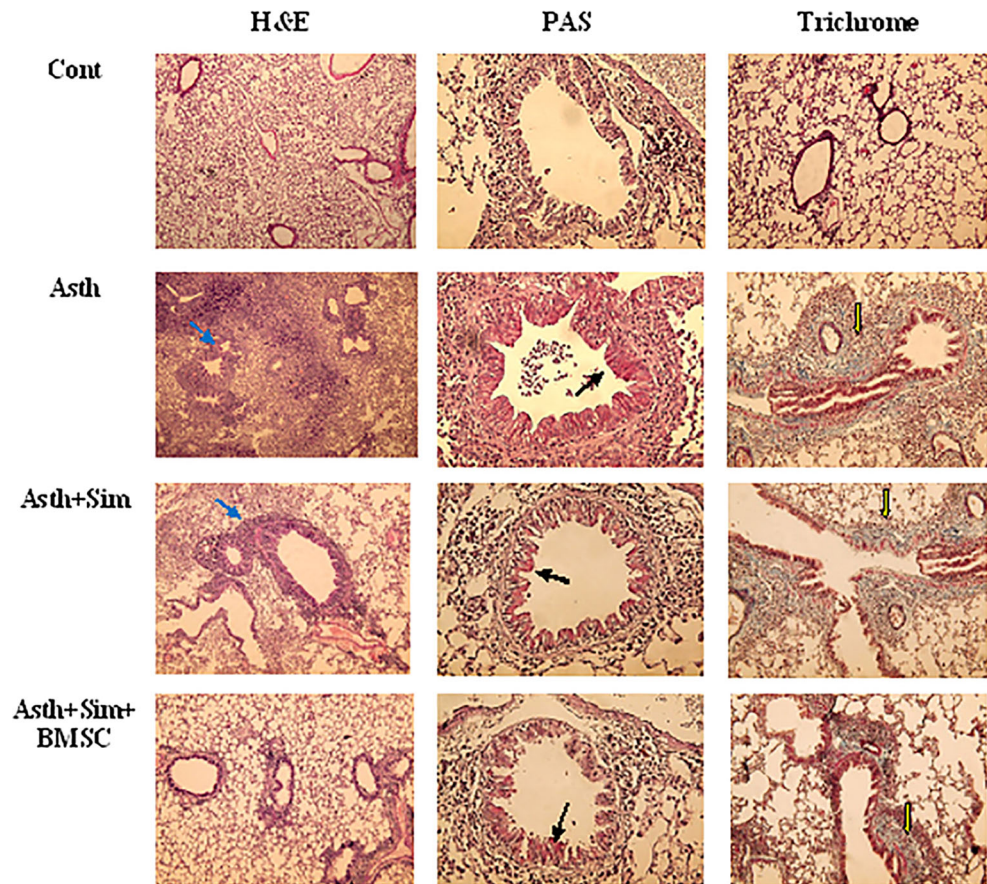 H&E PAS Trichrome
Cont
Asth
Asth+Sim
Asth+Sim+
BMSC